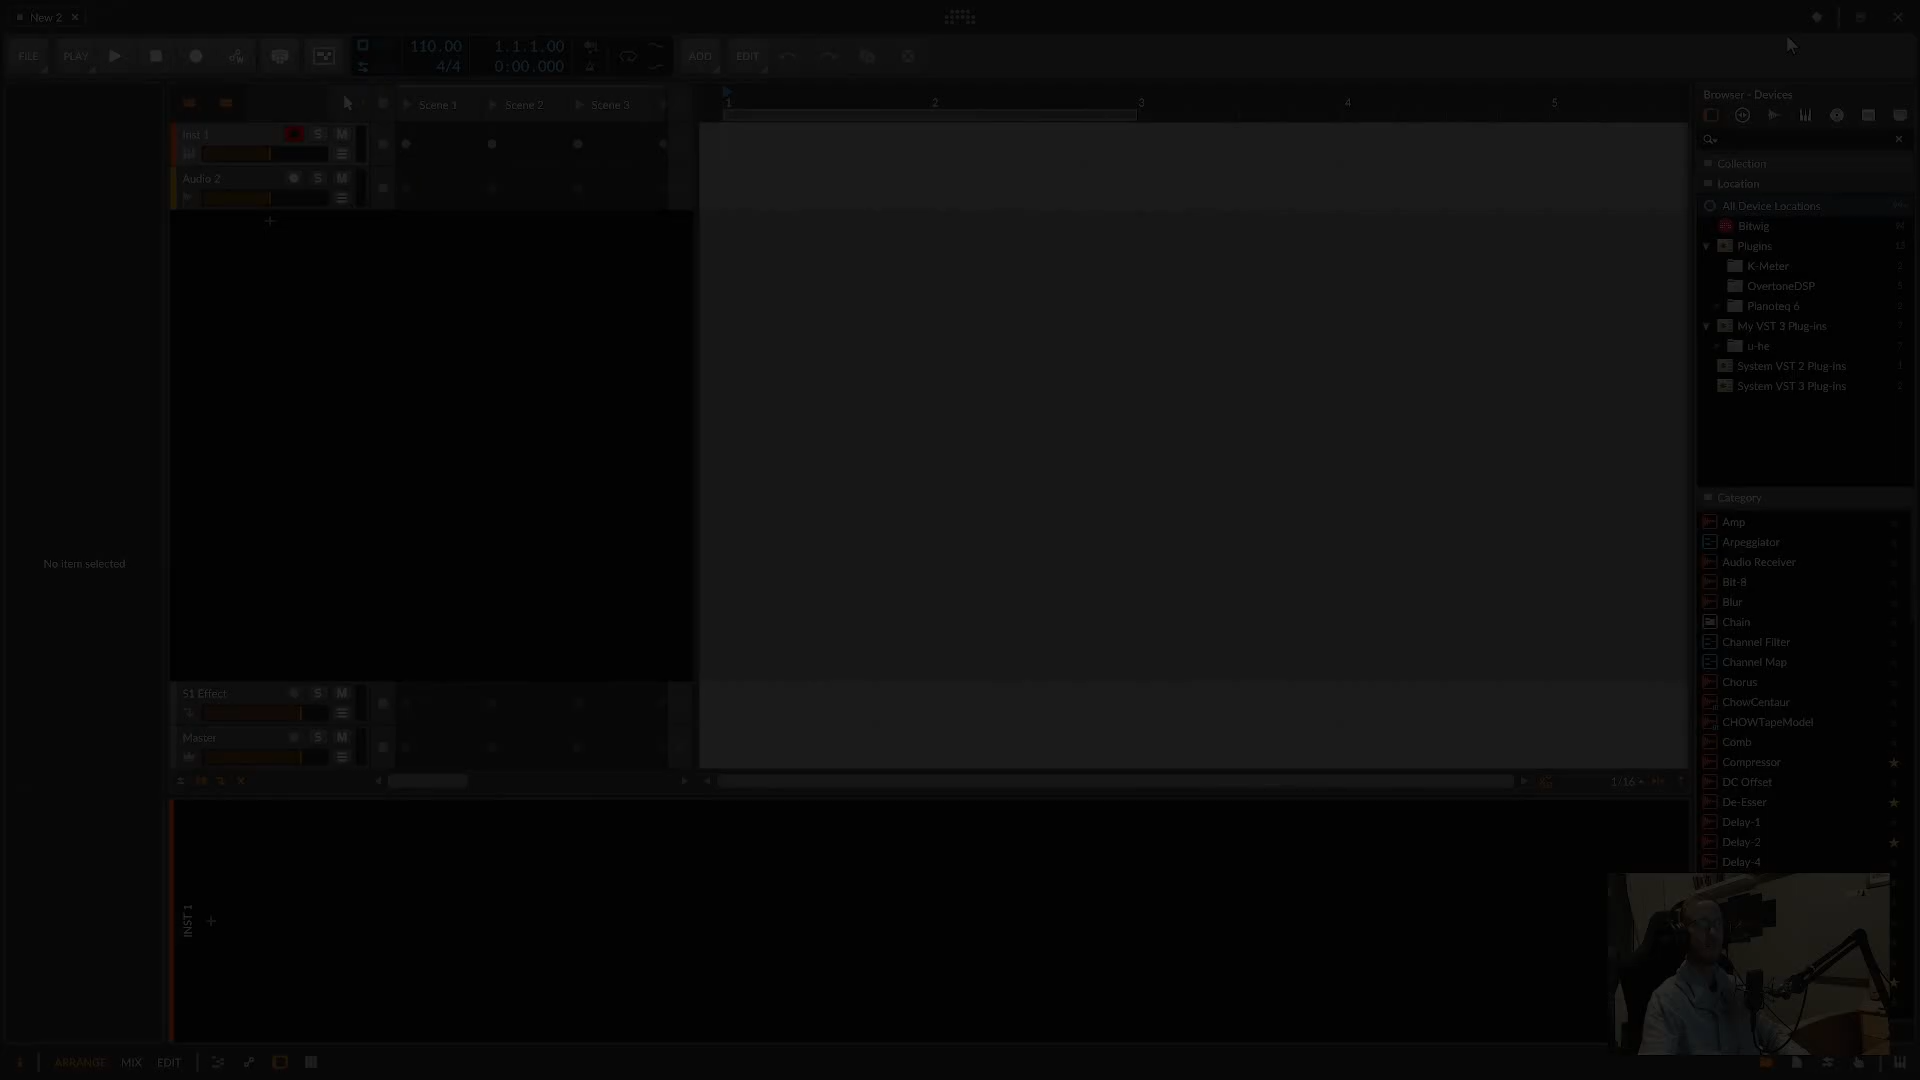 New 2
FILE
PLAY
110.00
4/4
1.1.1.00
0:00.000
ADD
EDIT
Scene 1
Scene 2
Scene 3
1
2
3
4
5
Inst 1
S M
Audio 2
S M
No item selected
S1 Effect
S M
Master
S M
1/16
INST 1
Browser - Devices
Collection
Location
All Device Locations
Bitwig
Plugins
K-Meter
OvertoneDSP
Pianoteq 6
My VST 3 Plug-ins
u-he
System VST 2 Plug-ins
System VST 3 Plug-ins
Category
Amp
Arpeggiator
Audio Receiver
Bit-8
Blur
Chain
Channel Filter
Channel Map
Chorus
ChowCentaur
CHOWTapeModel
Comb
Compressor
DC Offset
De-Esser
Delay-1
Delay-2
Delay-4
ARRANGE
MIX
EDIT